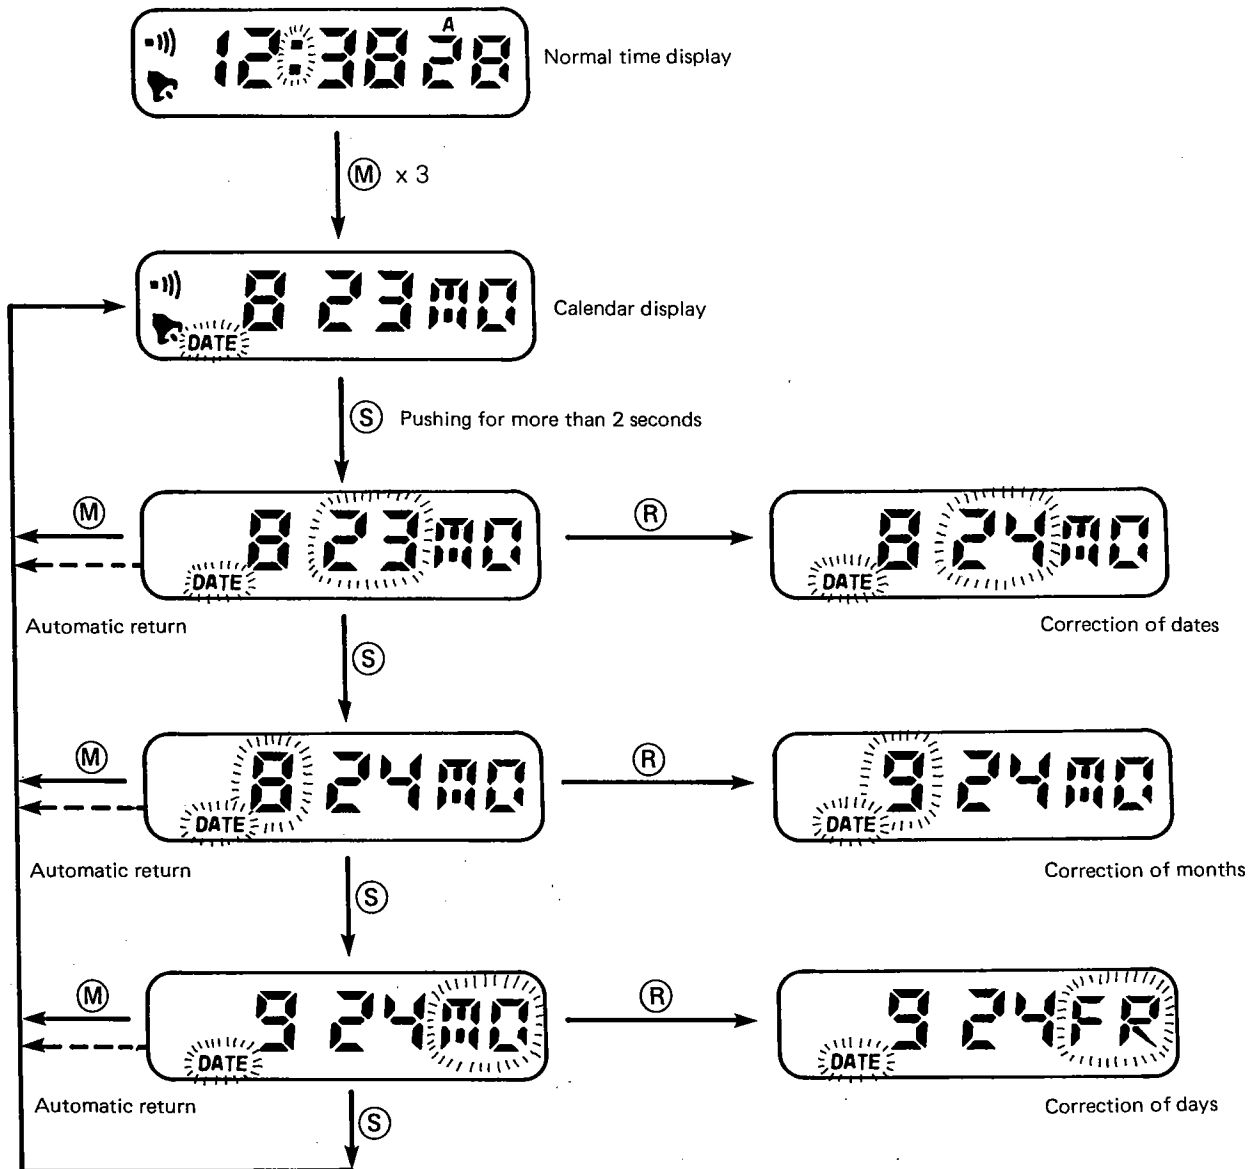 12:38 A 28
Normal time display
M x 3
8 23 MO
DATE
Calendar display
S Pushing for more than 2 seconds
M
8 23 MO
DATE
R
8 24 MO
DATE
Automatic return
Correction of dates
S
M
8 24 MO
DATE
R
9 24 MO
DATE
Automatic return
Correction of months
S
M
9 24 MO
DATE
R
9 24 FR
DATE
Automatic return
Correction of days
S